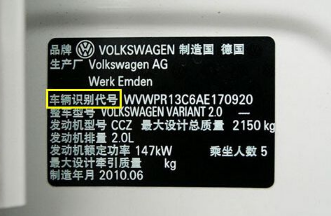 品牌 VOLKSWAGEN 制造国 德国
生产厂 Volkswagen AG
Werk Emden
车辆识别代号 WVWPR13C6AE170920
整车型号 VOLKSWAGEN VARIANT 2.0 —
发动机型号 CCZ 最大设计总质量 2150 kg
发动机排量 2.0L
发动机额定功率 147kW 乘坐人数 5
最大设计牵引质量 kg
制造年月 2010.06